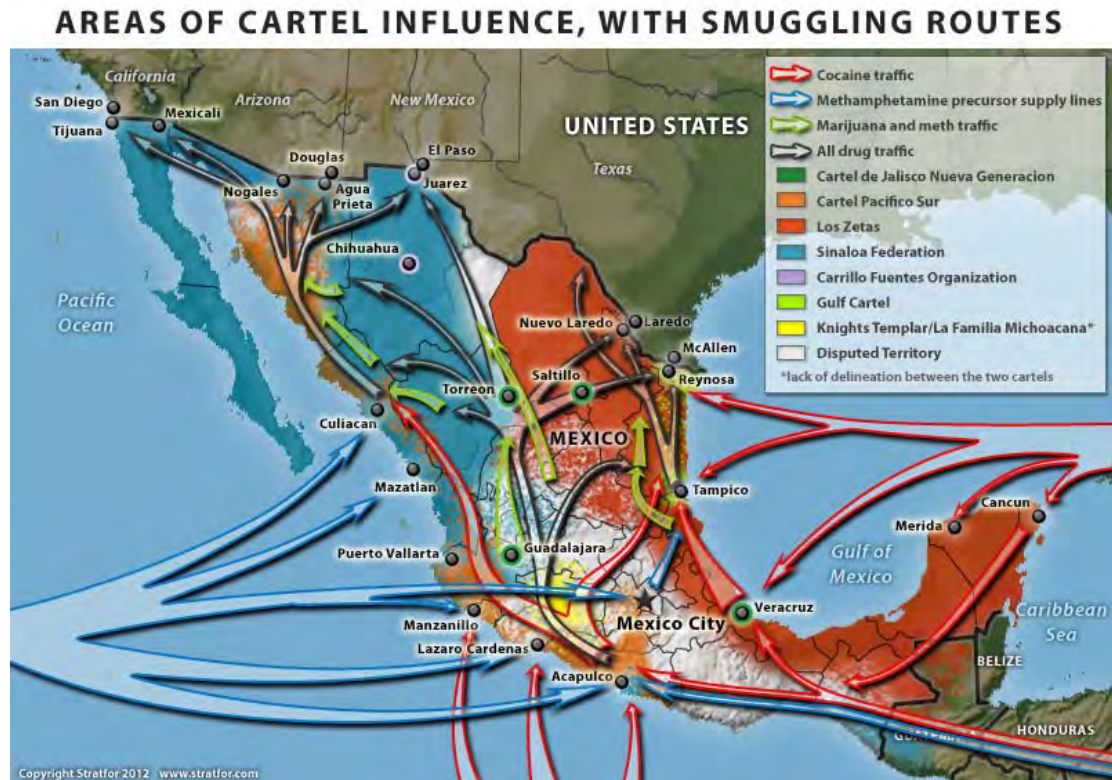 AREAS OF CARTEL INFLUENCE, WITH SMUGGLING ROUTES
California
Arizona
New Mexico
San Diego
Tijuana
Mexicali
UNITED STATES
Texas
Douglas
El Paso
Nogales
Agua
Prieta
Juarez
Chihuahua
Cocaine traffic
Methamphetamine precursor supply lines
Marijuana and meth traffic
All drug traffic
Cartel de Jalisco Nueva Generacion
Cartel Pacifico Sur
Los Zetas
Sinaloa Federation
Carrillo Fuentes Organization
Gulf Cartel
Knights Templar/La Familia Michoacana*
Disputed Territory
*lack of delineation between the two cartels
Pacific
Ocean
Nuevo Laredo
Laredo
McAllen
Reynosa
Torreon
Saltillo
Culiacan
MEXICO
Mazatlan
Tampico
Cancun
Merida
Puerto Vallarta
Guadalajara
Gulf of
Mexico
Manzanillo
Mexico City
Veracruz
Caribbean
Sea
Lazaro Cardenas
Acapulco
BELIZE
GUATEMALA
HONDURAS
Copyright Stratfor 2012 www.stratfor.com